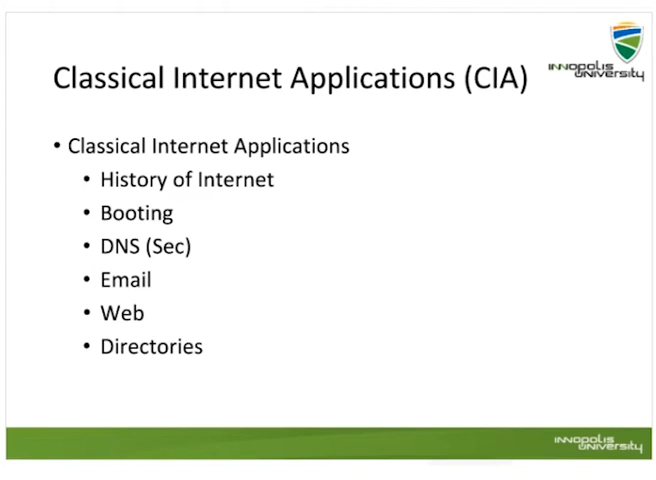 Classical Internet Applications (CIA)
INNOPOLIS
UNIVERSITY
• Classical Internet Applications
• History of Internet
• Booting
• DNS (Sec)
• Email
• Web
• Directories
INNOPOLIS
UNIVERSITY